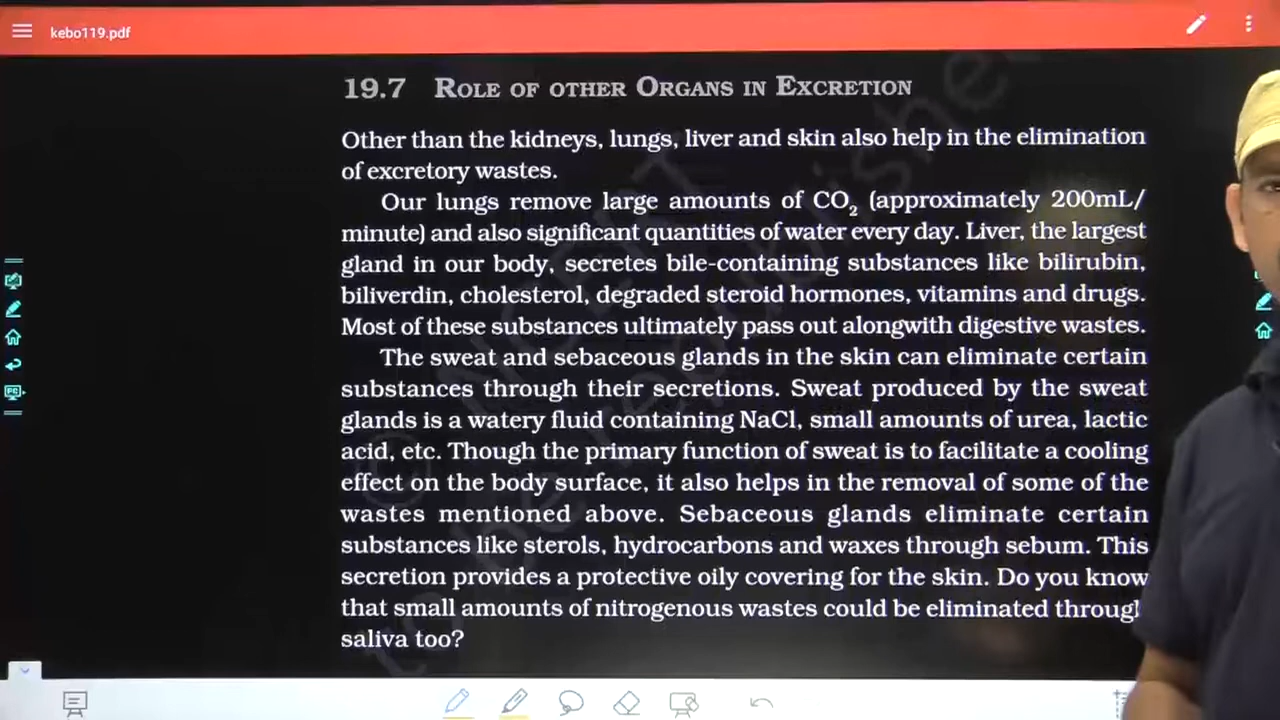 kebo119.pdf
19.7 ROLE OF OTHER ORGANS IN EXCRETION
Other than the kidneys, lungs, liver and skin also help in the elimination
of excretory wastes.
Our lungs remove large amounts of CO₂ (approximately 200mL/
minute) and also significant quantities of water every day. Liver, the largest
gland in our body, secretes bile-containing substances like bilirubin,
biliverdin, cholesterol, degraded steroid hormones, vitamins and drugs.
Most of these substances ultimately pass out alongwith digestive wastes.
The sweat and sebaceous glands in the skin can eliminate certain
substances through their secretions. Sweat produced by the sweat
glands is a watery fluid containing NaCl, small amounts of urea, lactic
acid, etc. Though the primary function of sweat is to facilitate a cooling
effect on the body surface, it also helps in the removal of some of the
wastes mentioned above. Sebaceous glands eliminate certain
substances like sterols, hydrocarbons and waxes through sebum. This
secretion provides a protective oily covering for the skin. Do you know
that small amounts of nitrogenous wastes could be eliminated through
saliva too?